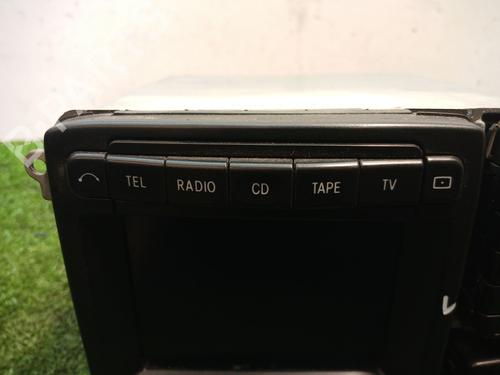 TEL RADIO CD TAPE TV